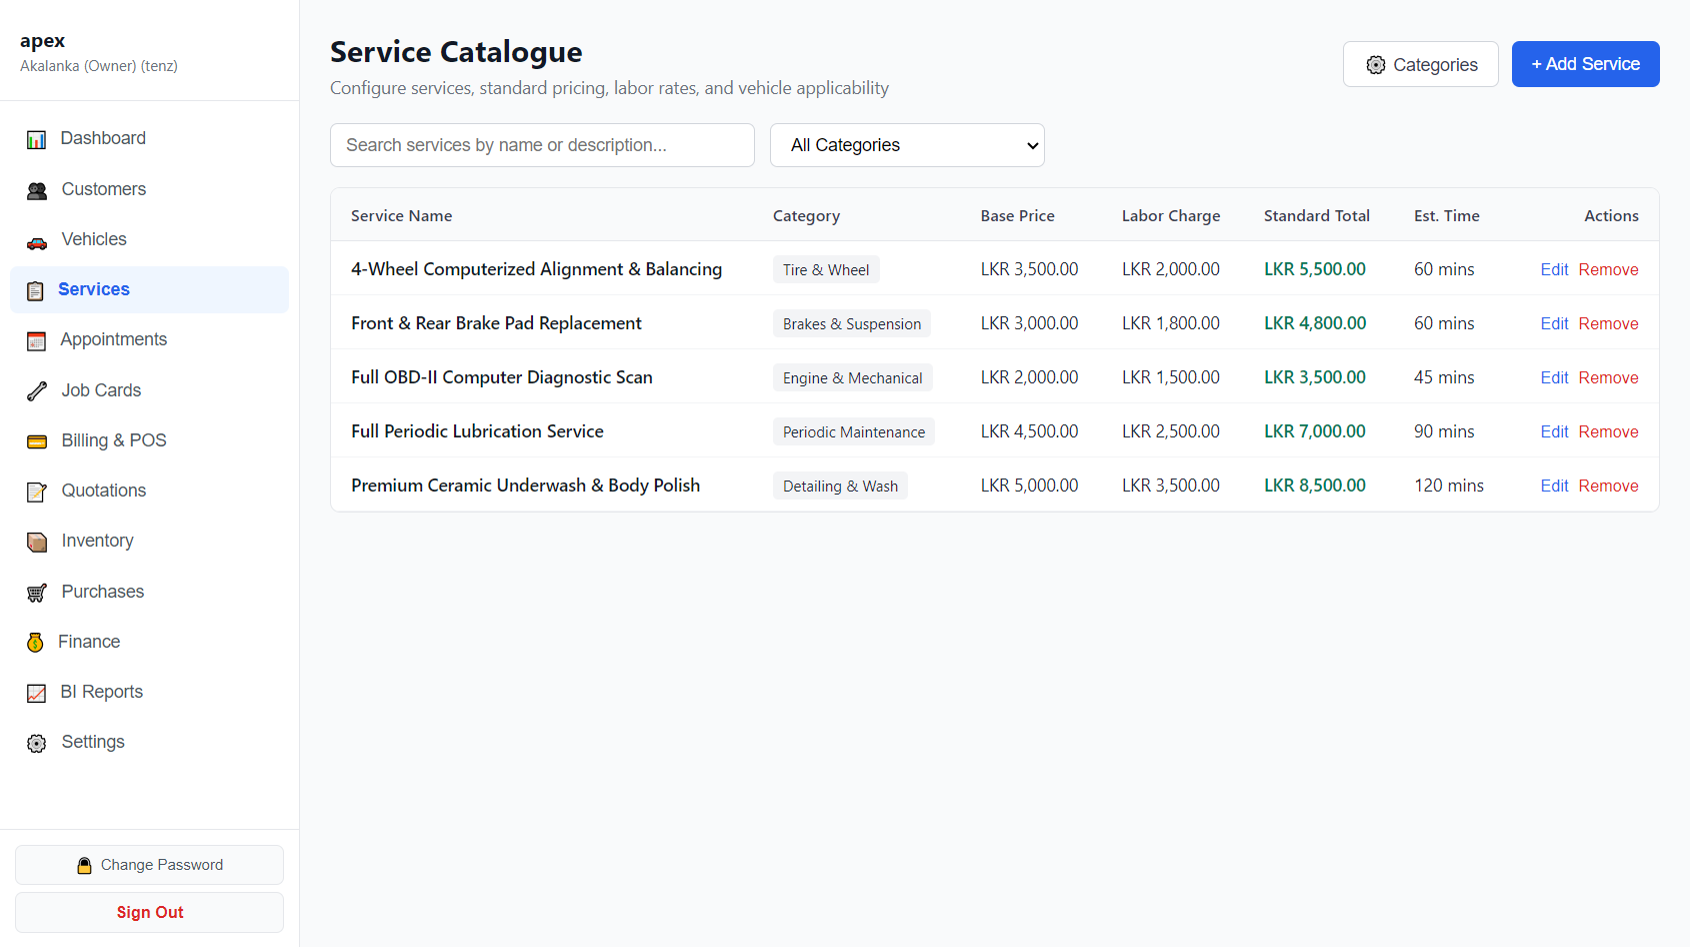 apex
Akalanka (Owner) (tenz)
Dashboard
Customers
Vehicles
Services
Appointments
Job Cards
Billing & POS
Quotations
Inventory
Purchases
Finance
BI Reports
Settings
Change Password
Sign Out
Service Catalogue
Configure services, standard pricing, labor rates, and vehicle applicability
Categories
+ Add Service
Search services by name or description...
All Categories
Service Name Category Base Price Labor Charge Standard Total Est. Time Actions
4-Wheel Computerized Alignment & Balancing Tire & Wheel LKR 3,500.00 LKR 2,000.00 LKR 5,500.00 60 mins Edit Remove
Front & Rear Brake Pad Replacement Brakes & Suspension LKR 3,000.00 LKR 1,800.00 LKR 4,800.00 60 mins Edit Remove
Full OBD-II Computer Diagnostic Scan Engine & Mechanical LKR 2,000.00 LKR 1,500.00 LKR 3,500.00 45 mins Edit Remove
Full Periodic Lubrication Service Periodic Maintenance LKR 4,500.00 LKR 2,500.00 LKR 7,000.00 90 mins Edit Remove
Premium Ceramic Underwash & Body Polish Detailing & Wash LKR 5,000.00 LKR 3,500.00 LKR 8,500.00 120 mins Edit Remove